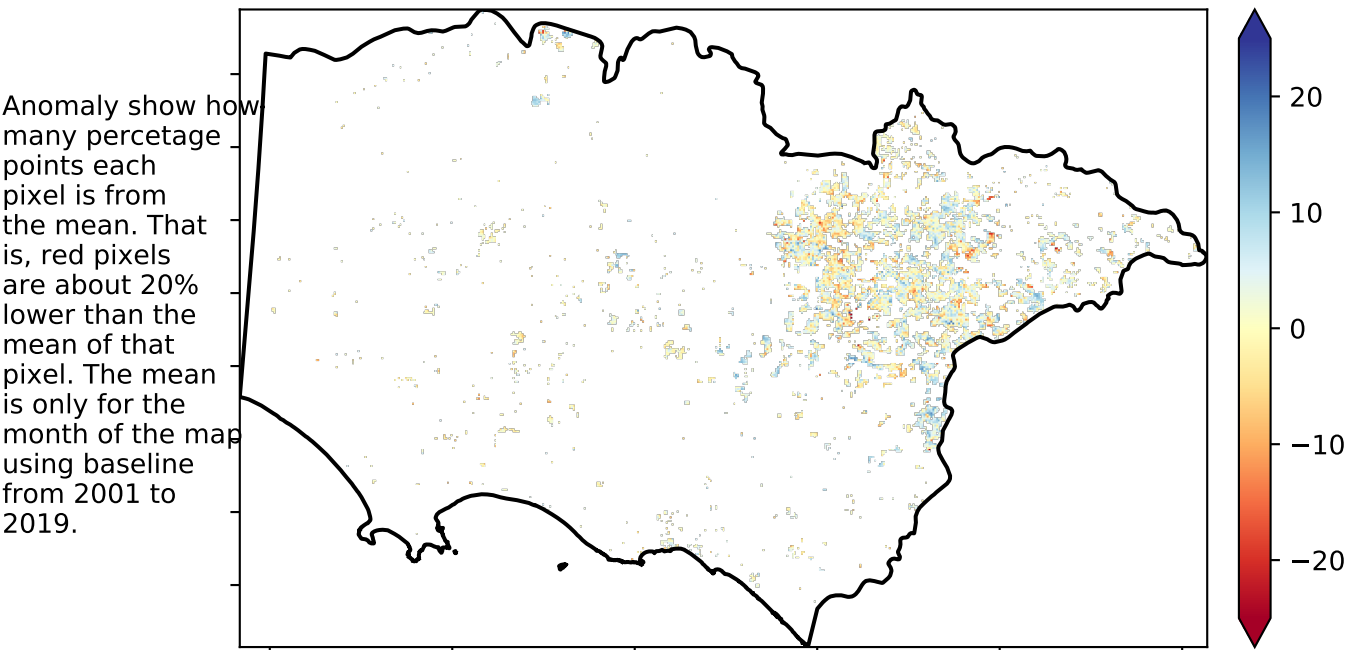 Anomaly show how
many percetage
points each
pixel is from
the mean. That
is, red pixels
are about 20%
lower than the
mean of that
pixel. The mean
is only for the
month of the map
using baseline
from 2001 to
2019.
20
10
0
−10
−20